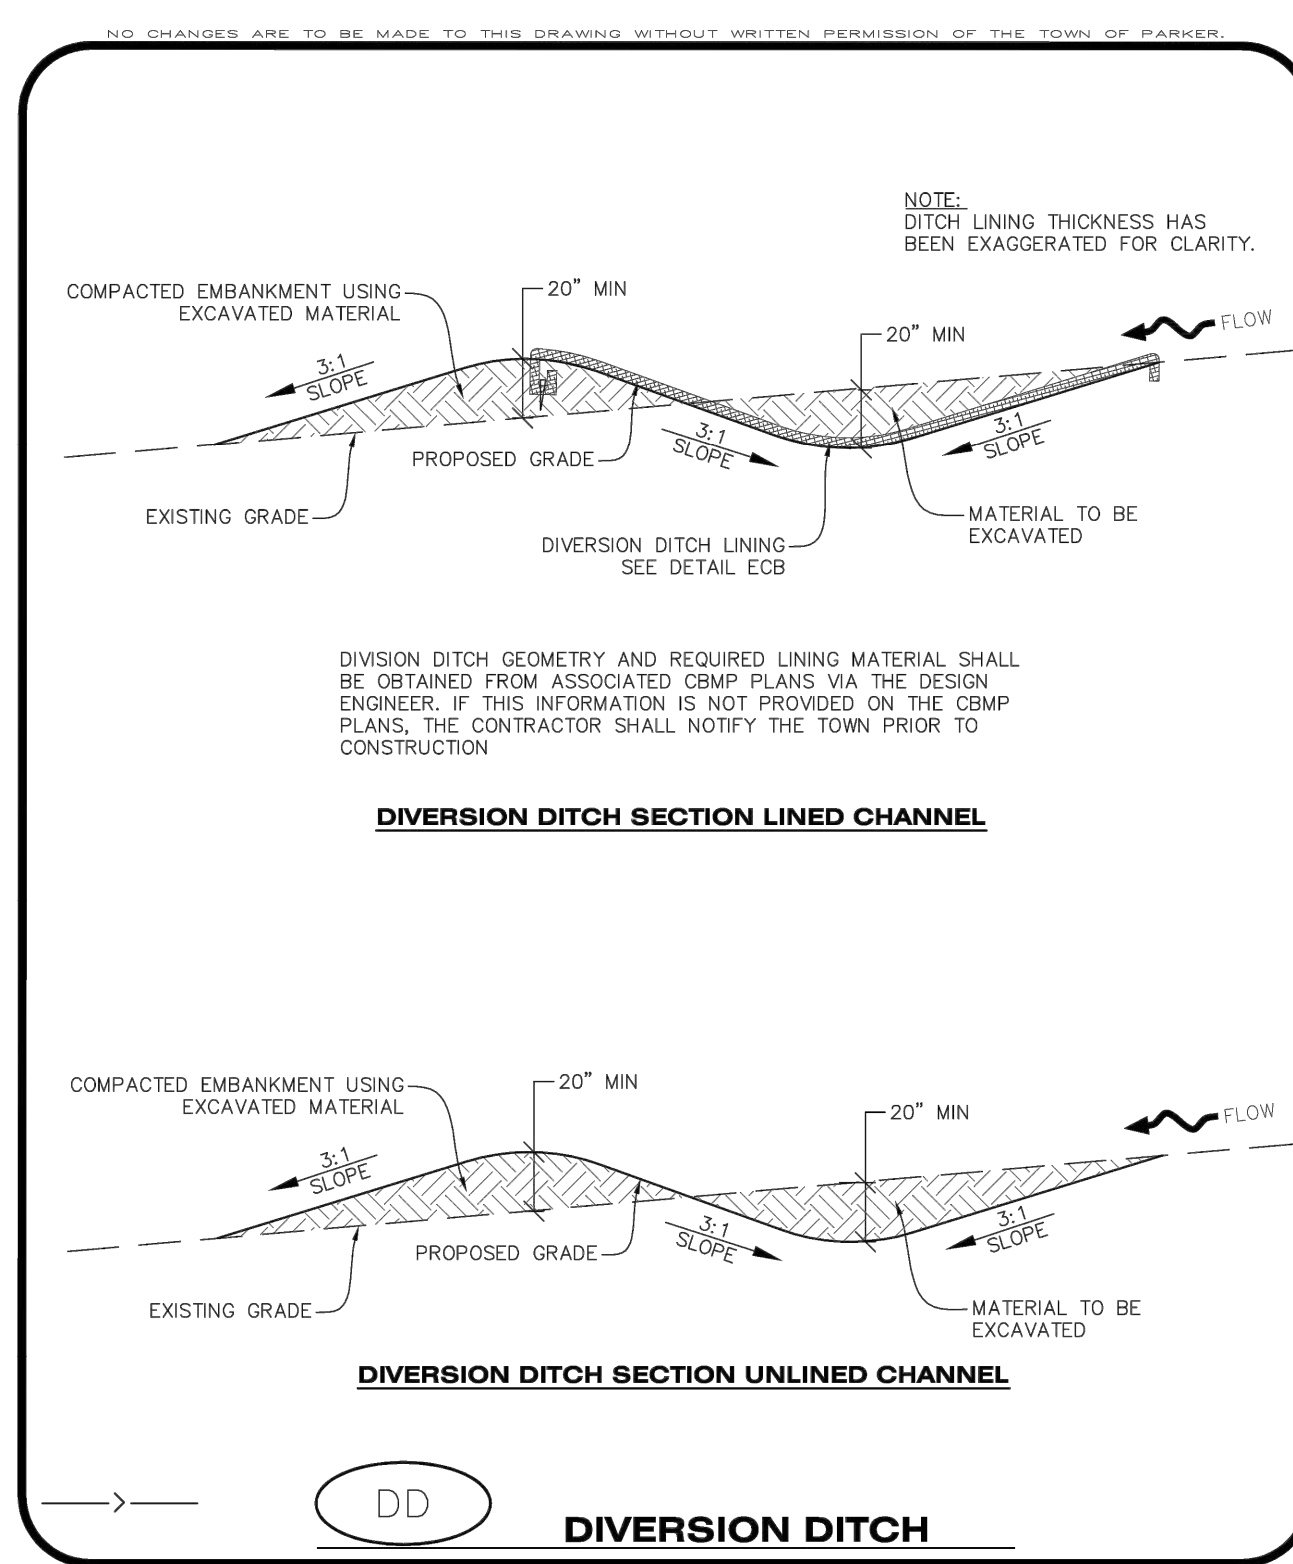 NO CHANGES ARE TO BE MADE TO THIS DRAWING WITHOUT WRITTEN PERMISSION OF THE TOWN OF PARKER.
NOTE:
DITCH LINING THICKNESS HAS
BEEN EXAGGERATED FOR CLARITY.
COMPACTED EMBANKMENT USING
EXCAVATED MATERIAL
20” MIN
20” MIN
FLOW
3:1
SLOPE
3:1
SLOPE
3:1
SLOPE
PROPOSED GRADE
EXISTING GRADE
MATERIAL TO BE
EXCAVATED
DIVERSION DITCH LINING
SEE DETAIL ECB
DIVISION DITCH GEOMETRY AND REQUIRED LINING MATERIAL SHALL
BE OBTAINED FROM ASSOCIATED CBMP PLANS VIA THE DESIGN
ENGINEER. IF THIS INFORMATION IS NOT PROVIDED ON THE CBMP
PLANS, THE CONTRACTOR SHALL NOTIFY THE TOWN PRIOR TO
CONSTRUCTION
DIVERSION DITCH SECTION LINED CHANNEL
COMPACTED EMBANKMENT USING
EXCAVATED MATERIAL
20” MIN
20” MIN
FLOW
3:1
SLOPE
3:1
SLOPE
3:1
SLOPE
PROPOSED GRADE
EXISTING GRADE
MATERIAL TO BE
EXCAVATED
DIVERSION DITCH SECTION UNLINED CHANNEL
DD
DIVERSION DITCH